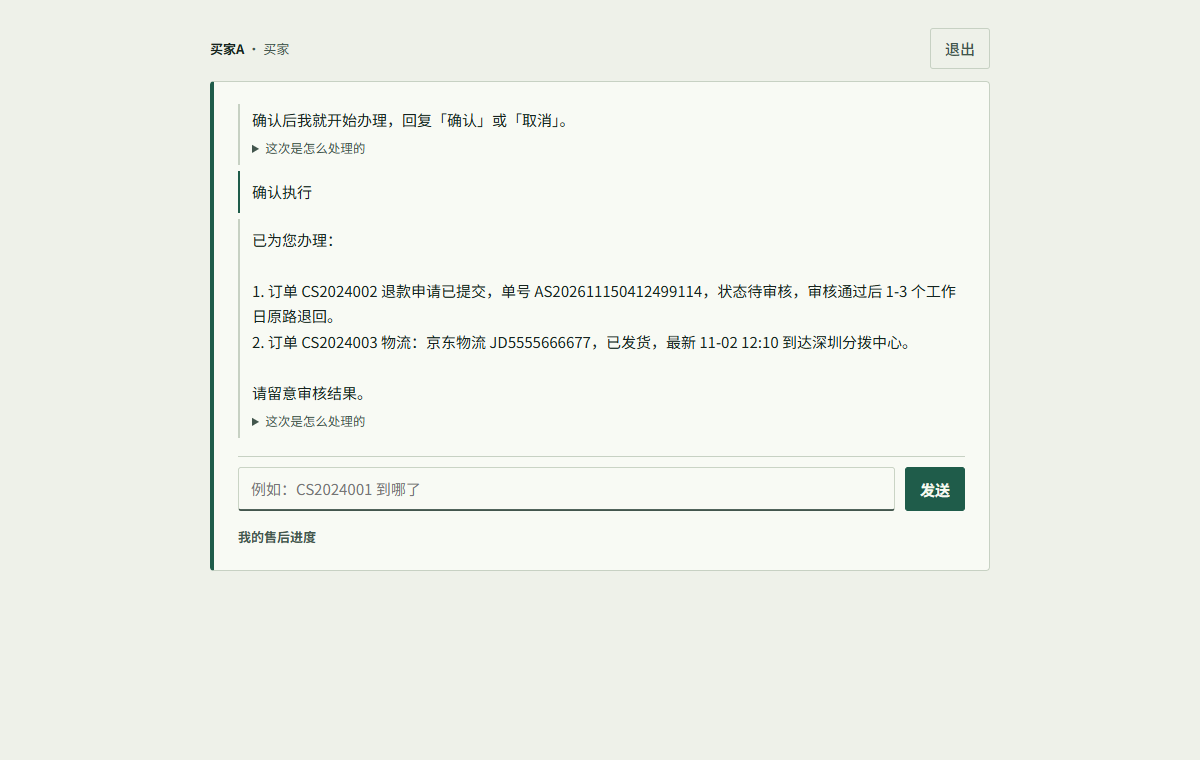 买家A · 买家
退出
确认后我就开始办理，回复「确认」或「取消」。
▶ 这次是怎么处理的
确认执行
已为您办理：
1. 订单 CS2024002 退款申请已提交，单号 AS202611150412499114，状态待审核，审核通过后 1-3 个工作
日原路退回。
2. 订单 CS2024003 物流：京东物流 JD5555666677，已发货，最新 11-02 12:10 到达深圳分拨中心。
请留意审核结果。
▶ 这次是怎么处理的
例如：CS2024001 到哪了
发送
我的售后进度